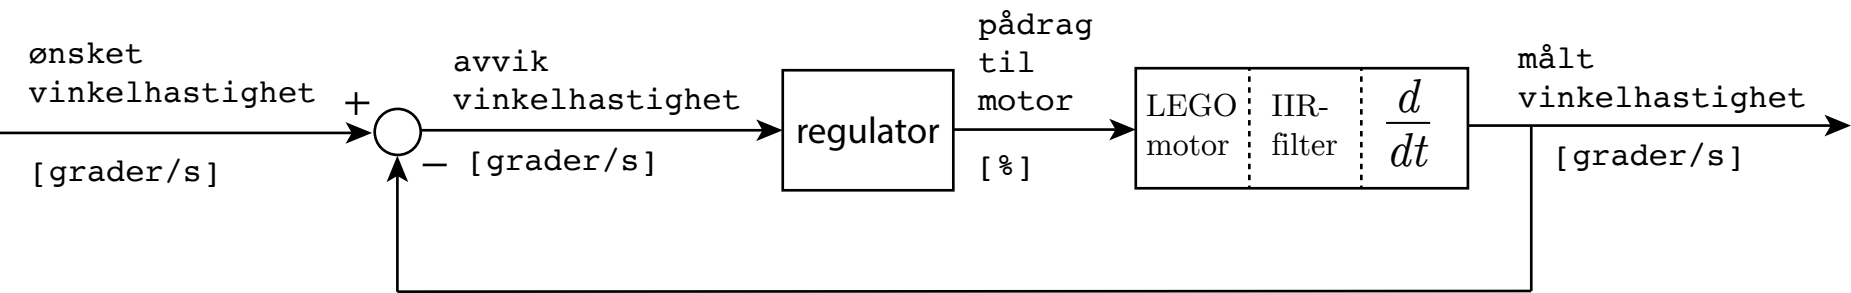 ønsket
vinkelhastighet
[grader/s]
+
−
avvik
vinkelhastighet
[grader/s]
regulator
pådrag
til
motor
[%]
LEGO
motor
IIR-
filter
d
dt
målt
vinkelhastighet
[grader/s]